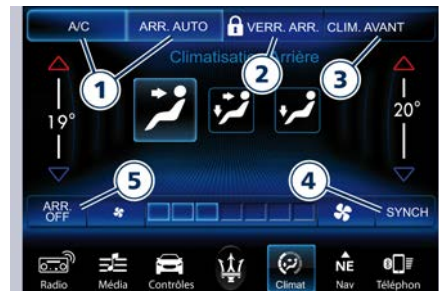 A/C ARR. AUTO VERR. ARR. CLIM. AVANT
Climatisation Arrière
1 2 3
19° 20°
5 4
ARR. OFF SYNCH
Radio Média Contrôles Climat NE Nav Téléphon